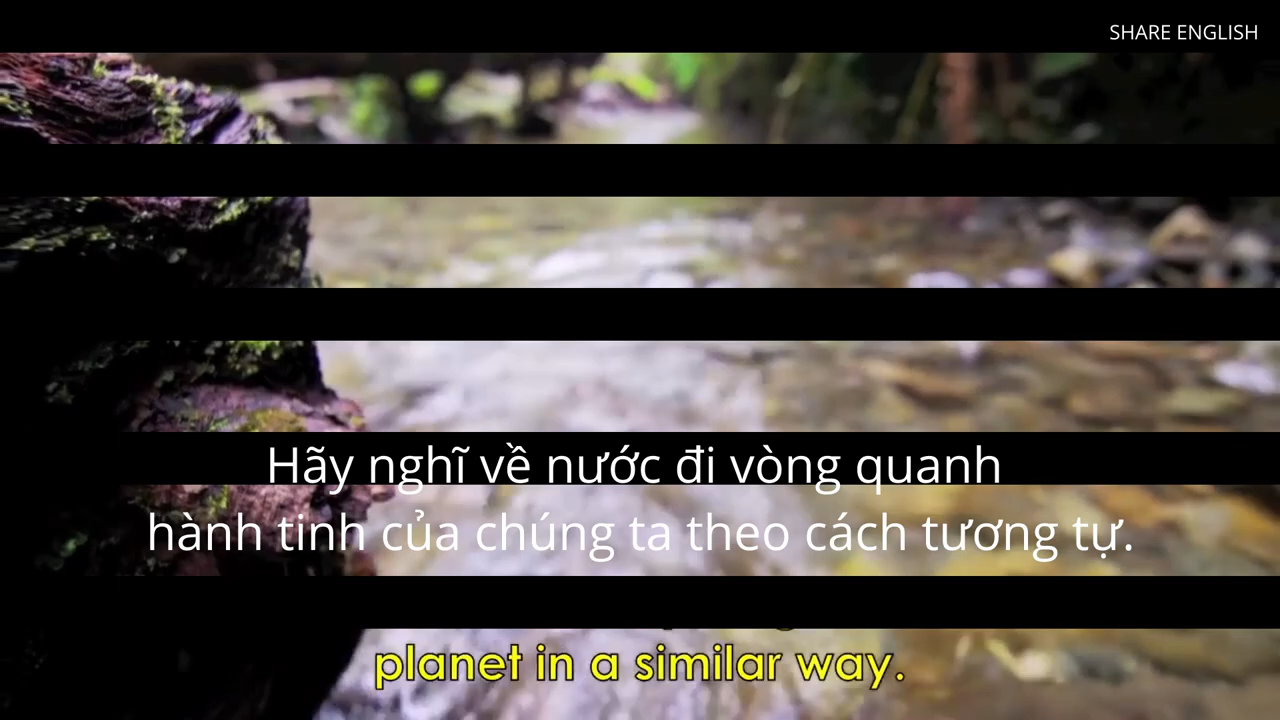 SHARE ENGLISH
Hãy nghĩ về nước đi vòng quanh
hành tinh của chúng ta theo cách tương tự.
planet in a similar way.